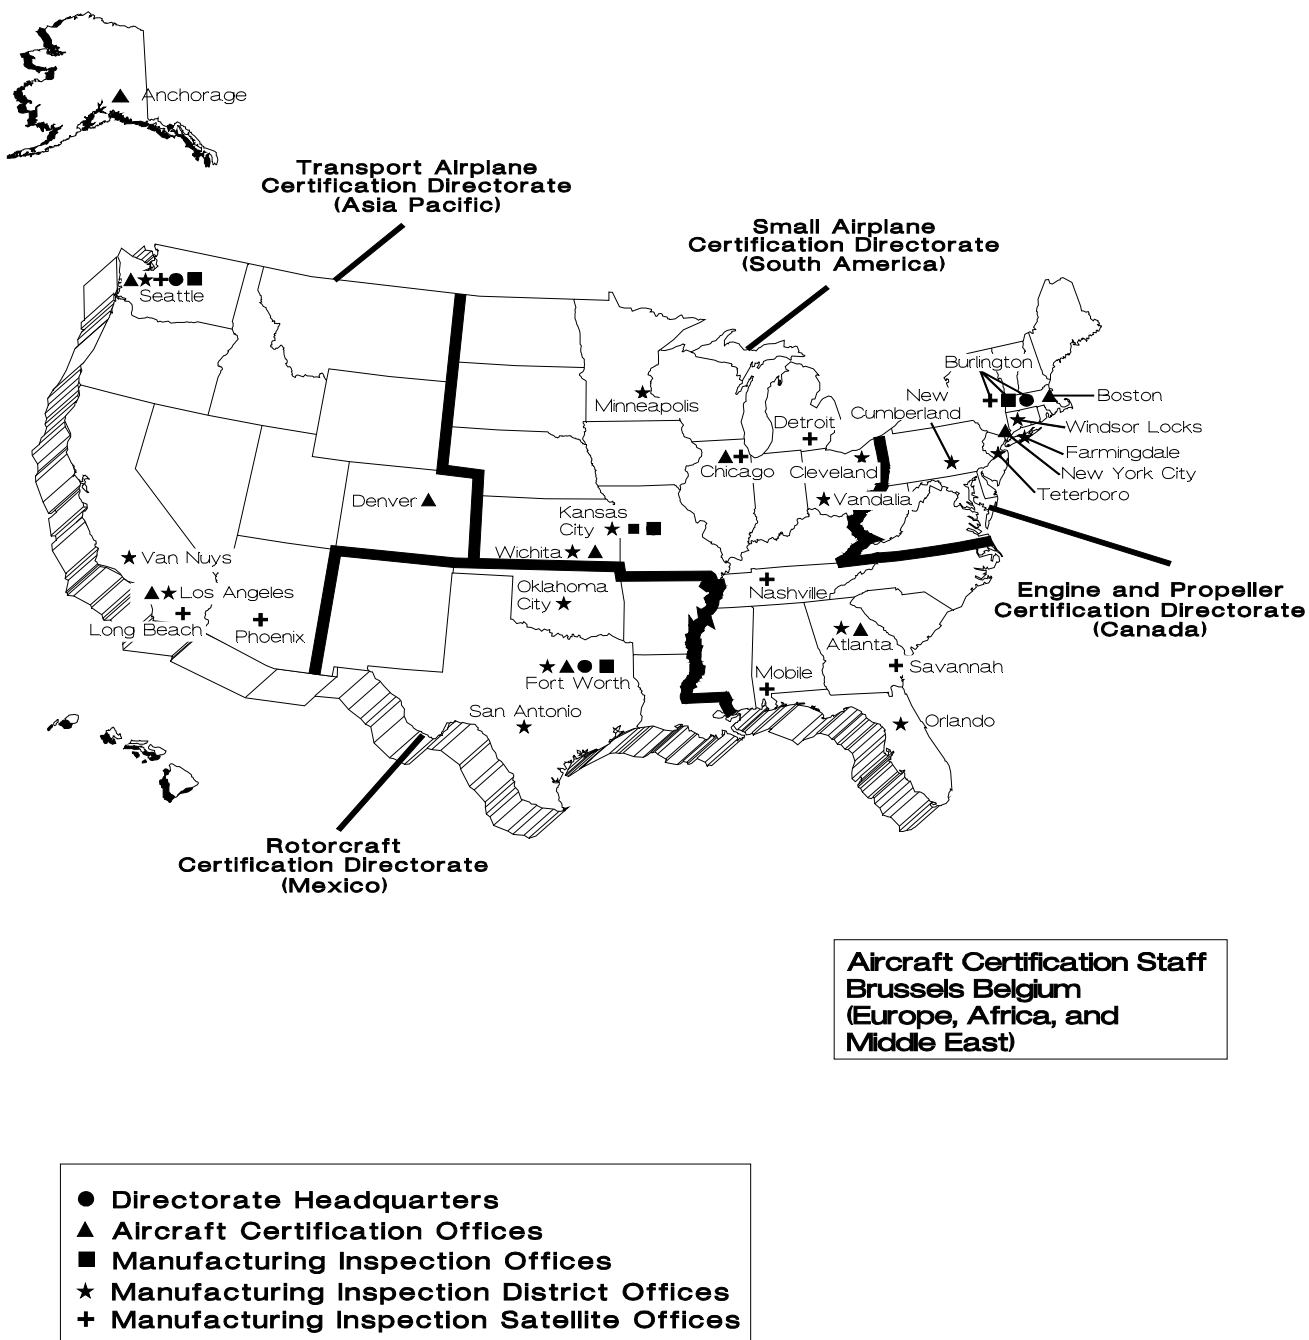 Anchorage
Transport Airplane
Certification Directorate
(Asia Pacific)
Small Airplane
Certification Directorate
(South America)
Seattle
Burlington
Minneapolis
New
Cumberland
Boston
Detroit
Windsor Locks
Chicago
Cleveland
Farmingdale
New York City
Teterboro
Denver
Vandalia
Kansas
City
Wichita
Van Nuys
Los Angeles
Oklahoma
City
Nashville
Engine and Propeller
Certification Directorate
(Canada)
Long Beach
Phoenix
Atlanta
Savannah
Mobile
Fort Worth
San Antonio
Orlando
Rotorcraft
Certification Directorate
(Mexico)
Aircraft Certification Staff
Brussels Belgium
(Europe, Africa, and
Middle East)
Directorate Headquarters
Aircraft Certification Offices
Manufacturing Inspection Offices
Manufacturing Inspection District Offices
Manufacturing Inspection Satellite Offices